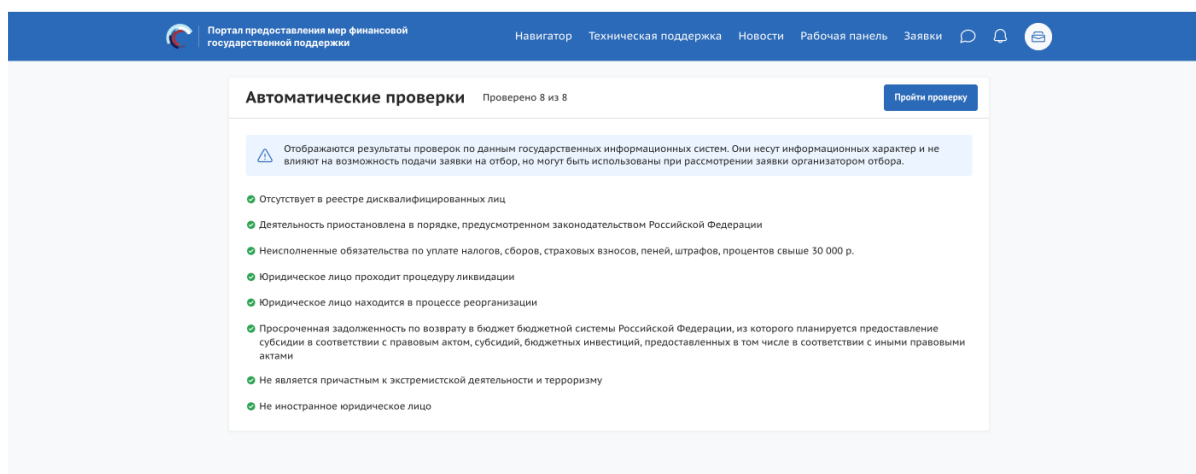 Портал предоставления мер финансовой
государственной поддержки
Навигатор Техническая поддержка Новости Рабочая панель Заявки
Автоматические проверки Проверено 8 из 8 Пройти проверку
Отображаются результаты проверок по данным государственных информационных систем. Они несут информационных характер и не
влияют на возможность подачи заявки на отбор, но могут быть использованы при рассмотрении заявки организатором отбора.
Отсутствует в реестре дисквалифицированных лиц
Деятельность приостановлена в порядке, предусмотренном законодательством Российской Федерации
Неисполненные обязательства по уплате налогов, сборов, страховых взносов, пеней, штрафов, процентов свыше 30 000 р.
Юридическое лицо проходит процедуру ликвидации
Юридическое лицо находится в процессе реорганизации
Просроченная задолженность по возврату в бюджет бюджетной системы Российской Федерации, из которого планируется предоставление
субсидии в соответствии с правовым актом, субсидий, бюджетных инвестиций, предоставленных в том числе в соответствии с иными правовыми
актами
Не является причастным к экстремистской деятельности и терроризму
Не иностранное юридическое лицо